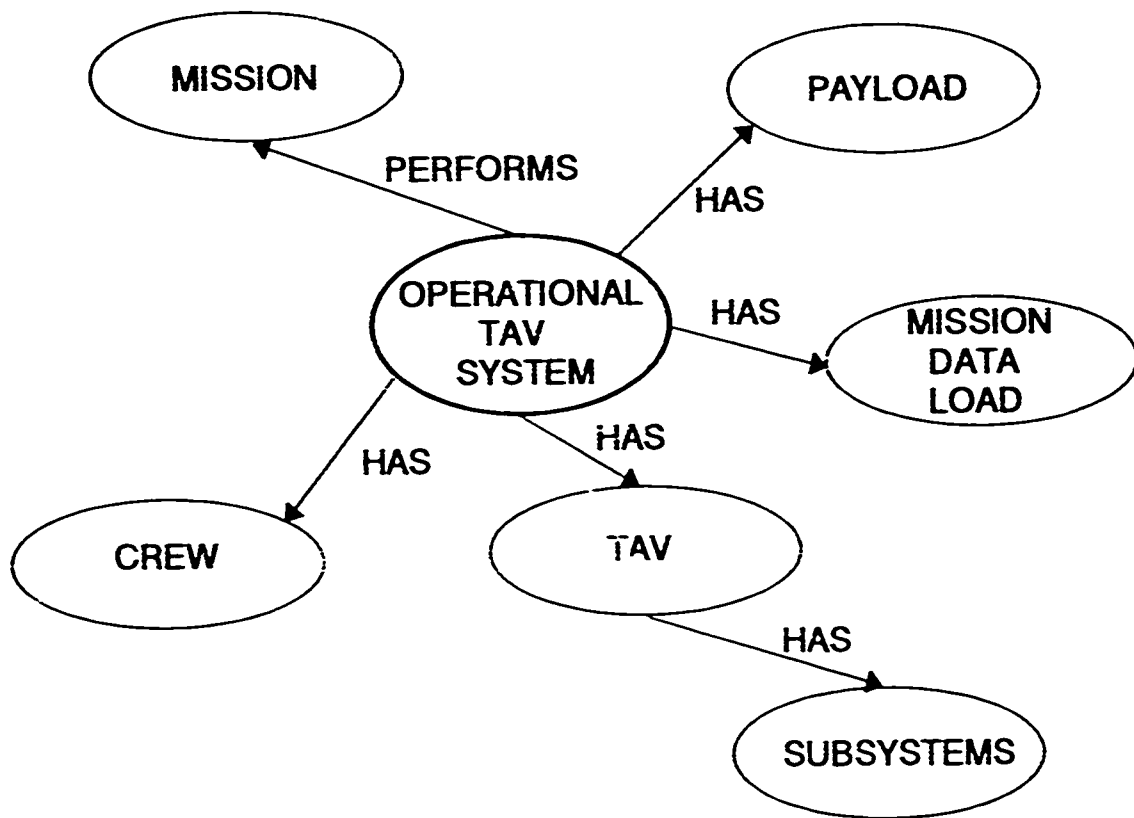 MISSION
PAYLOAD
PERFORMS
HAS
OPERATIONAL
TAV
SYSTEM
HAS
MISSION
DATA
LOAD
HAS
HAS
CREW
TAV
HAS
SUBSYSTEMS